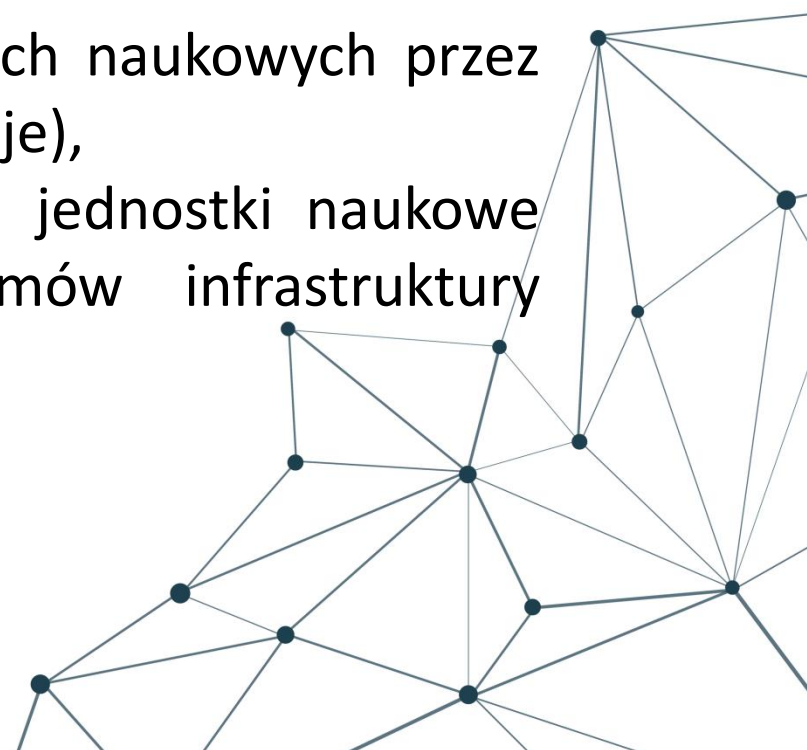 ch naukowych przez
je),
jednostki naukowe
mów infrastruktury